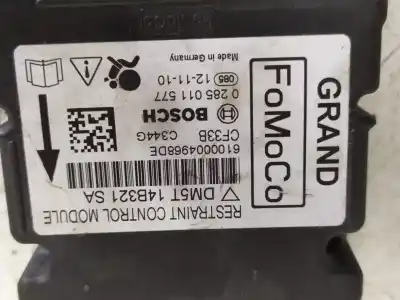 RESTRAINT CONTROL MODULE
DM5T 14B321 SA
6100004968DE
CF33B C344G
BOSCH
0 285 011 577
085 12-11-10
Made in Germany
GRAND
FoMoCo